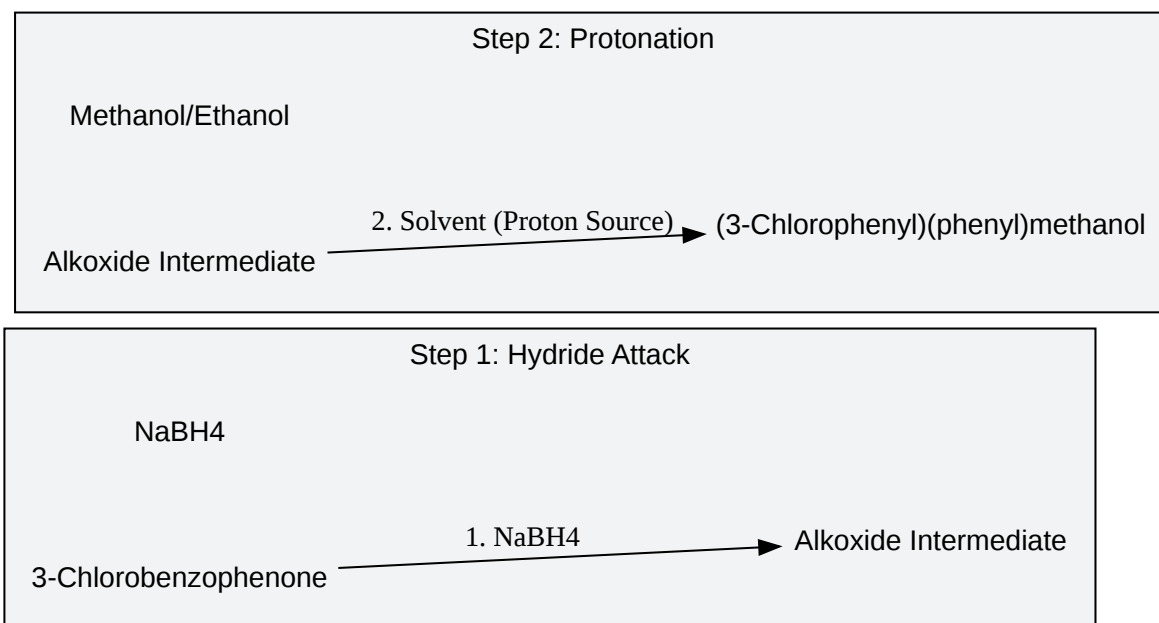 Step 2: Protonation
Methanol/Ethanol
2. Solvent (Proton Source)
(3-Chlorophenyl)(phenyl)methanol
Alkoxide Intermediate
Step 1: Hydride Attack
NaBH4
1. NaBH4
Alkoxide Intermediate
3-Chlorobenzophenone